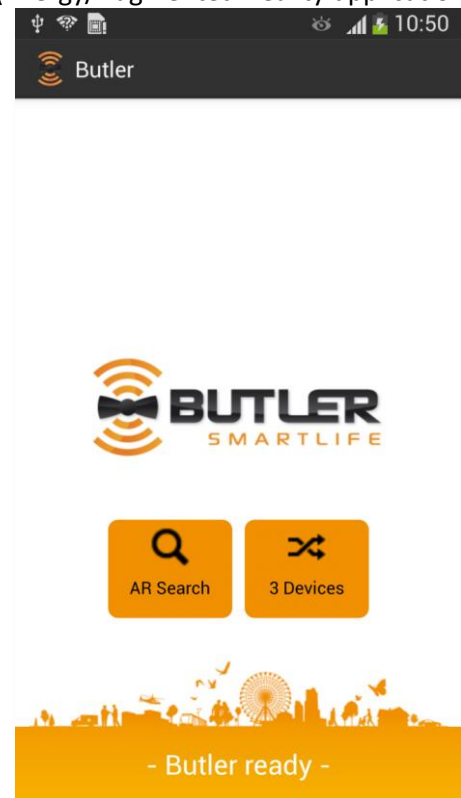 10:50
Butler
BUTLER
SMARTLIFE
AR Search
3 Devices
- Butler ready -